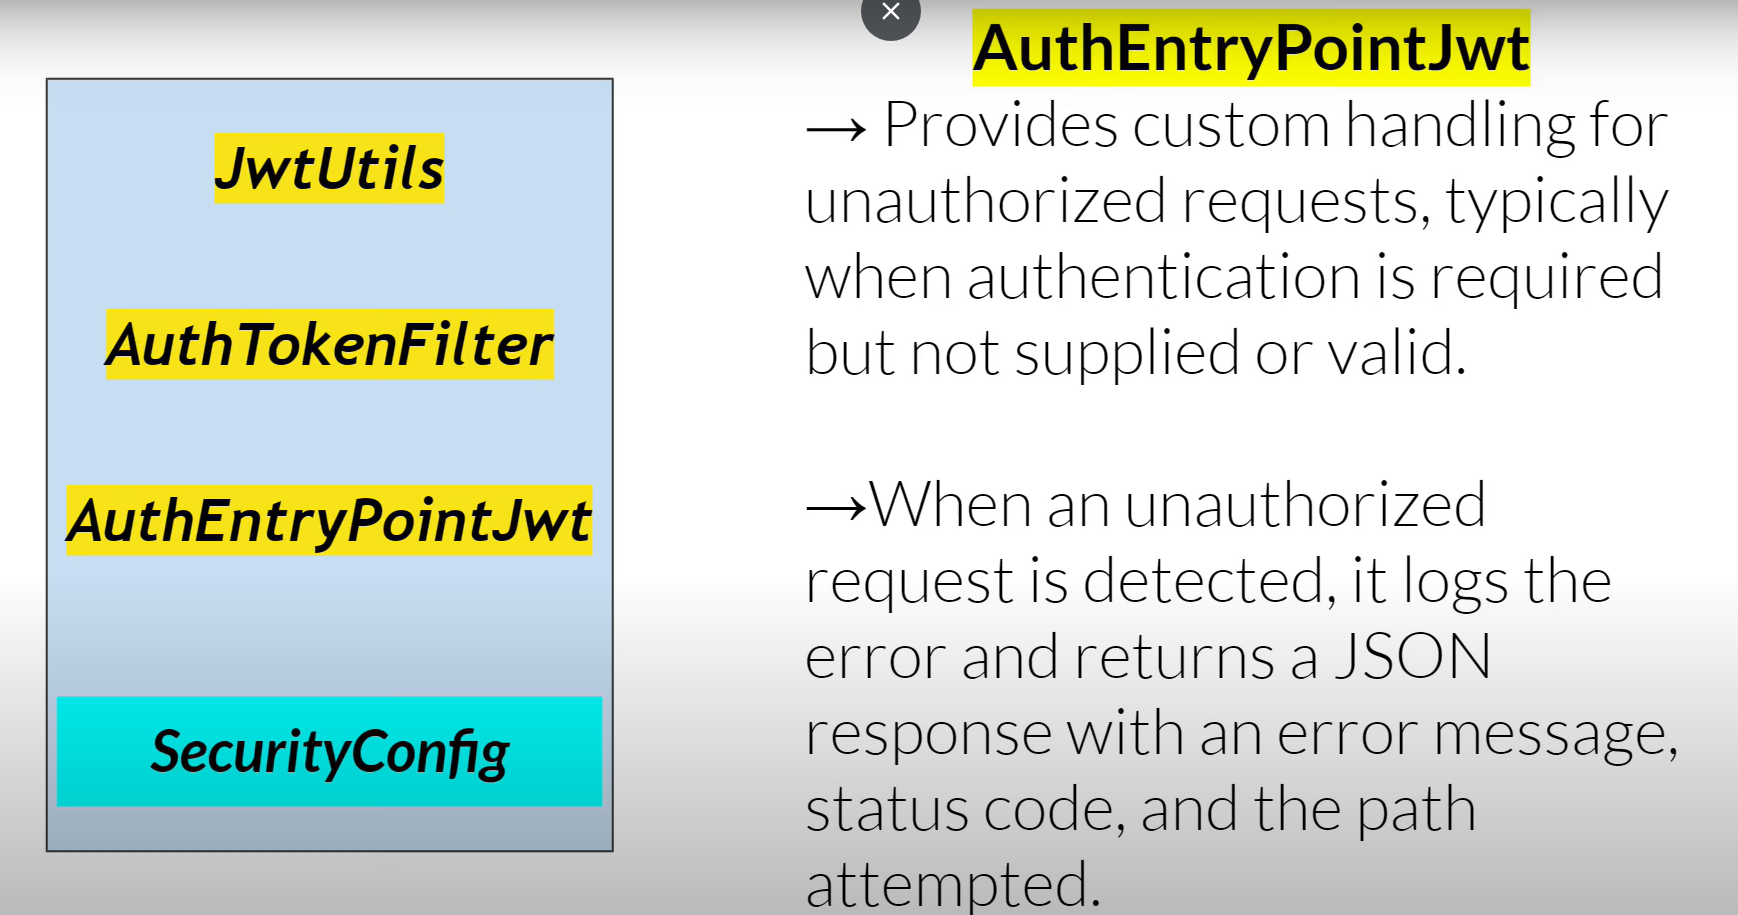 JwtUtils
AuthTokenFilter
AuthEntryPointJwt
SecurityConfig
AuthEntryPointJwt
→ Provides custom handling for
unauthorized requests, typically
when authentication is required
but not supplied or valid.
→When an unauthorized
request is detected, it logs the
error and returns a JSON
response with an error message,
status code, and the path
attempted.